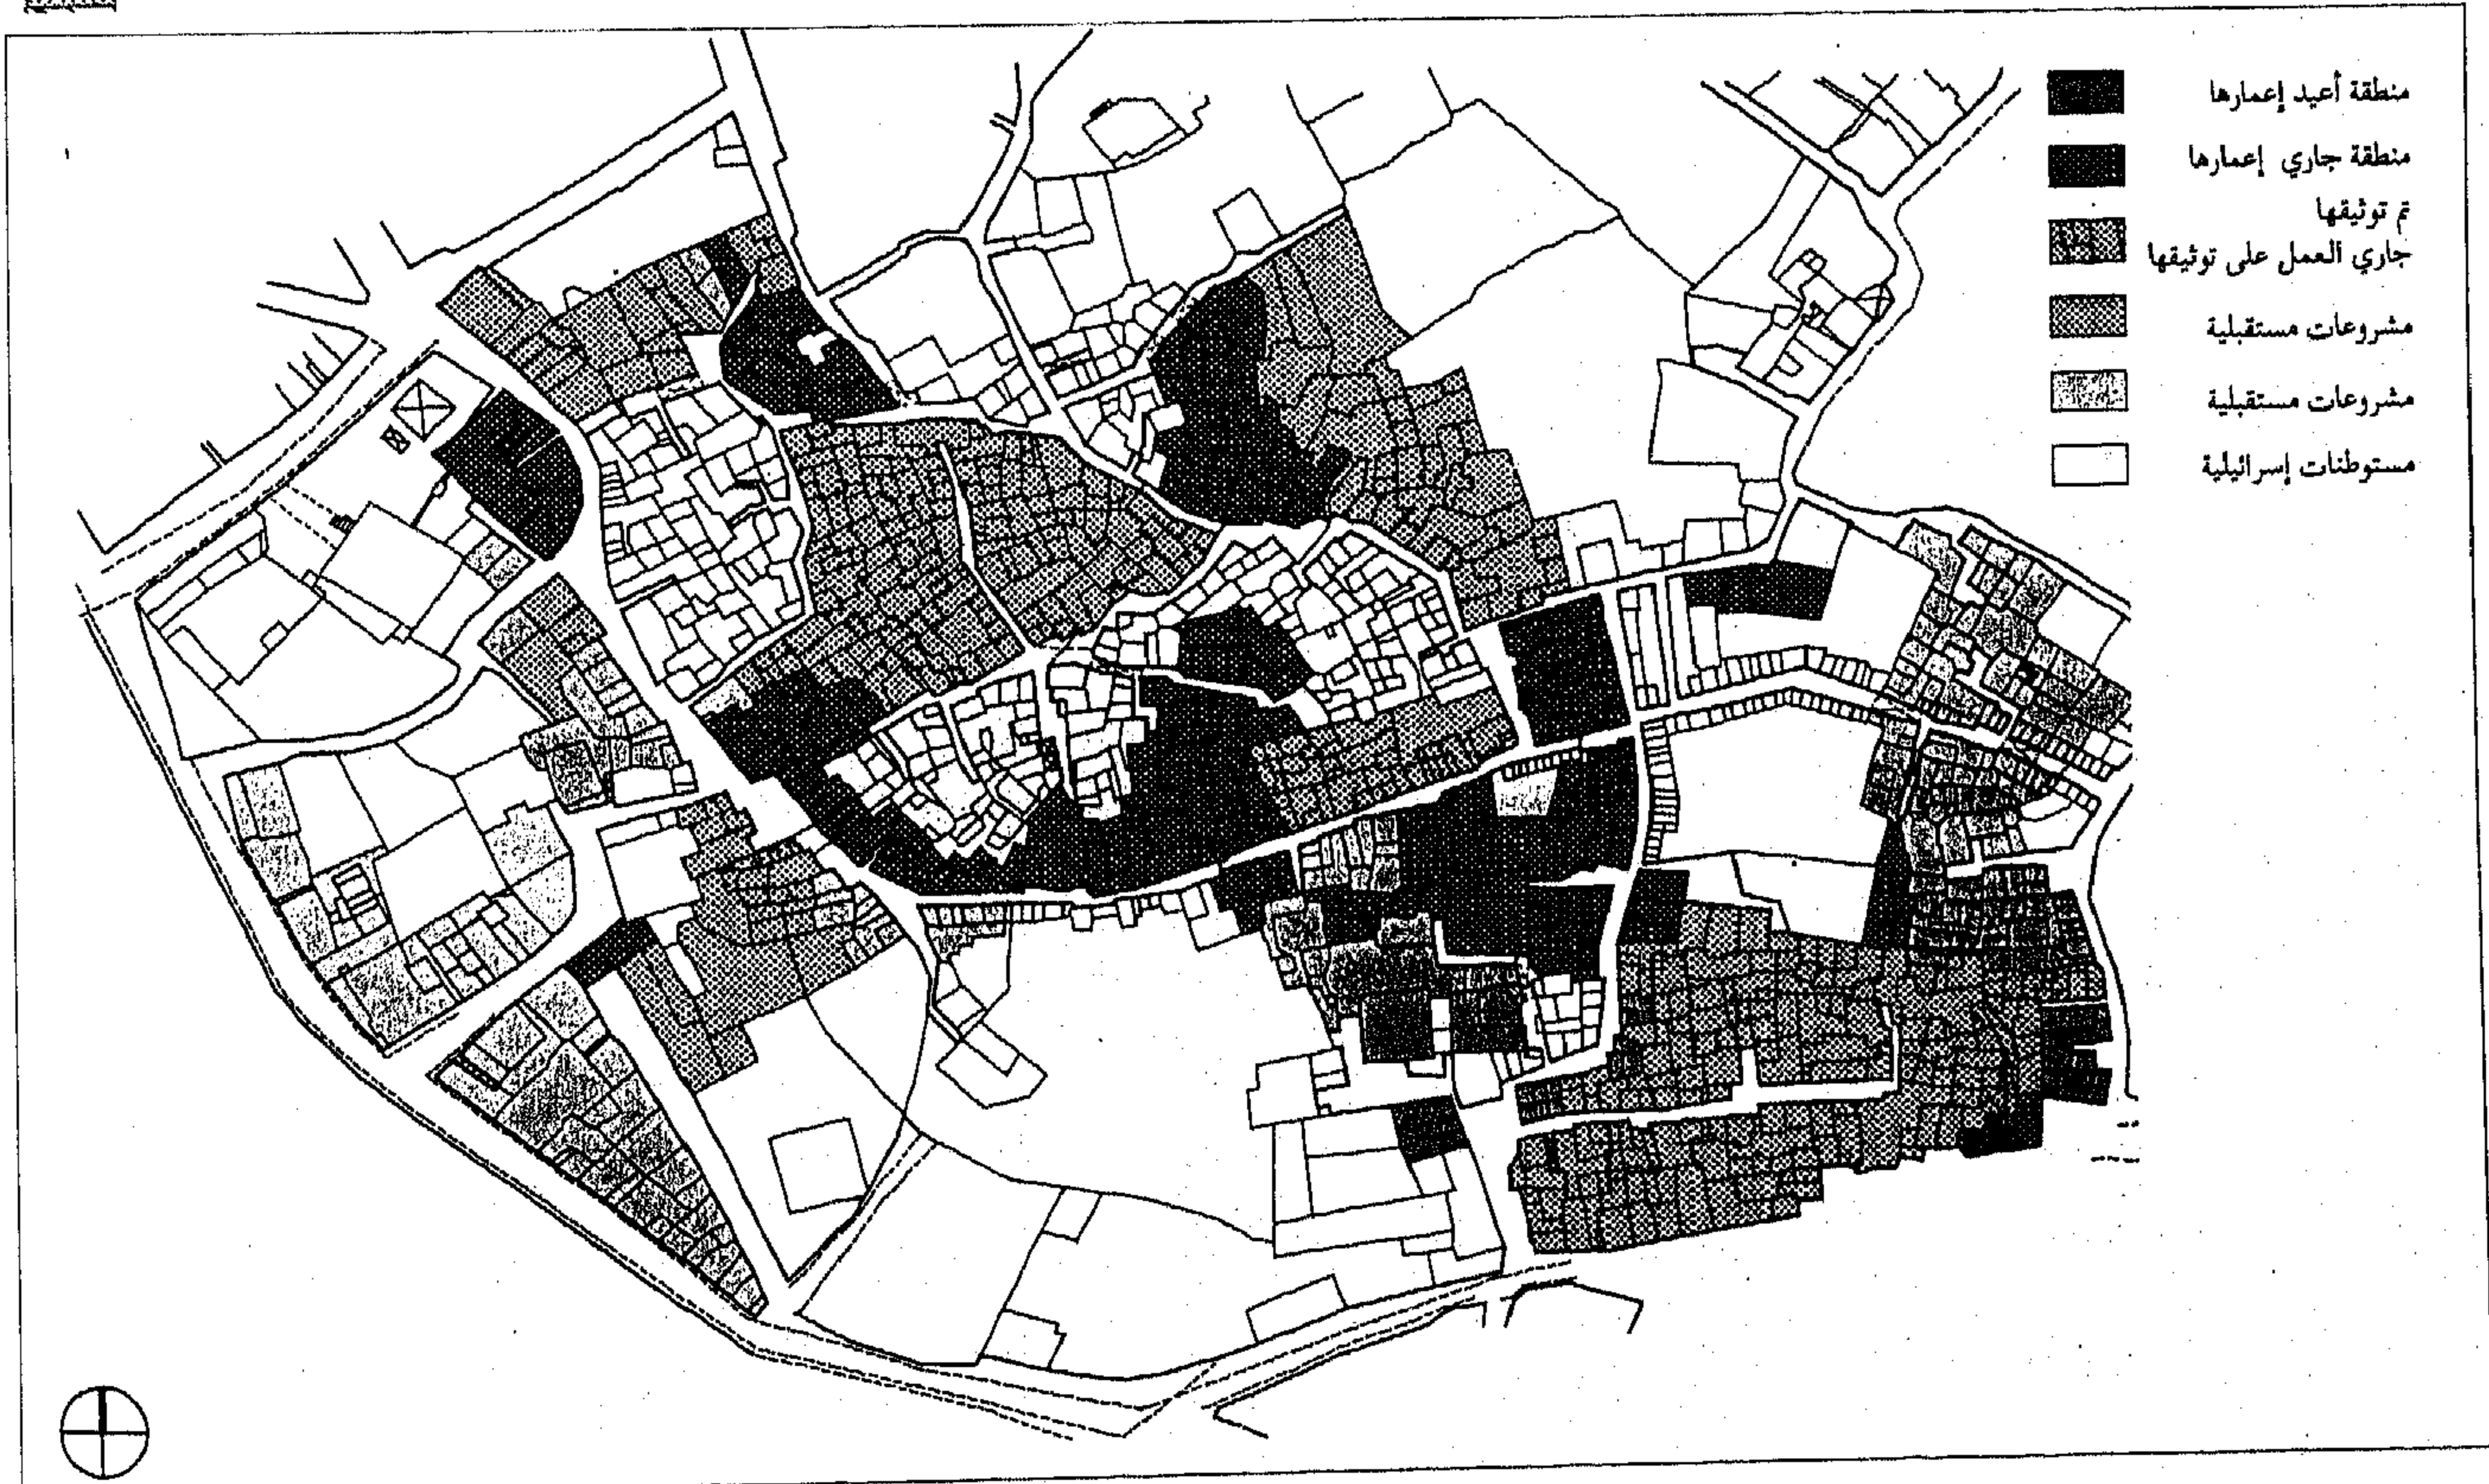 منطقة أعيد إعمارها
منطقة جاري إعمارها
تم توثيقها
جاري العمل على توثيقها
مشروعات مستقبلية
مشروعات مستقبلية
مستوطنات إسرائيلية